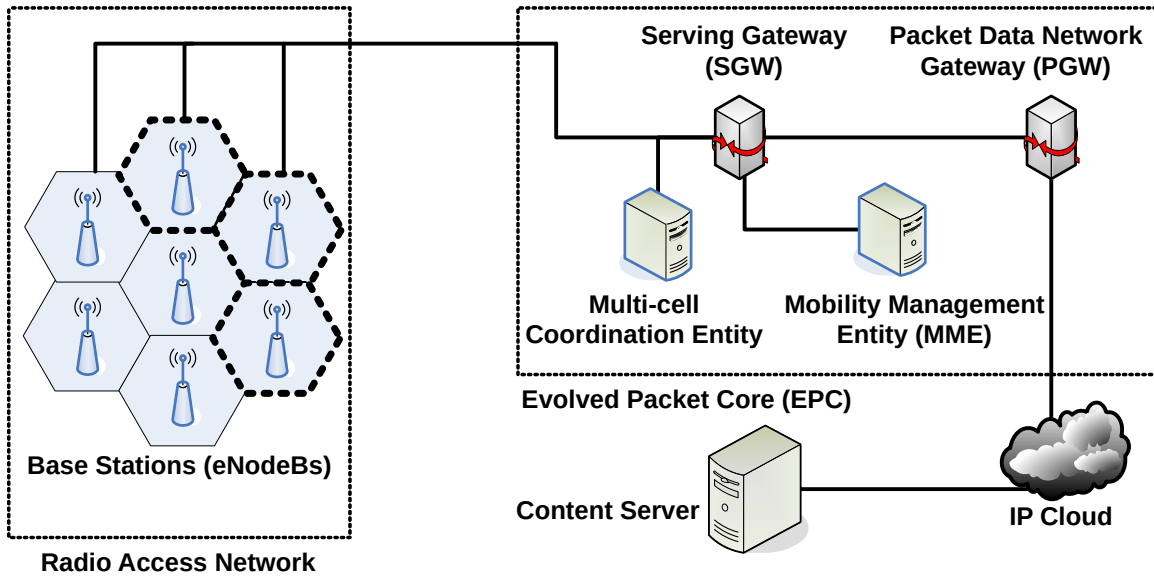 Serving Gateway
(SGW)
Packet Data Network
Gateway (PGW)
Multi-cell
Coordination Entity
Mobility Management
Entity (MME)
Evolved Packet Core (EPC)
Base Stations (eNodeBs)
Content Server
IP Cloud
Radio Access Network